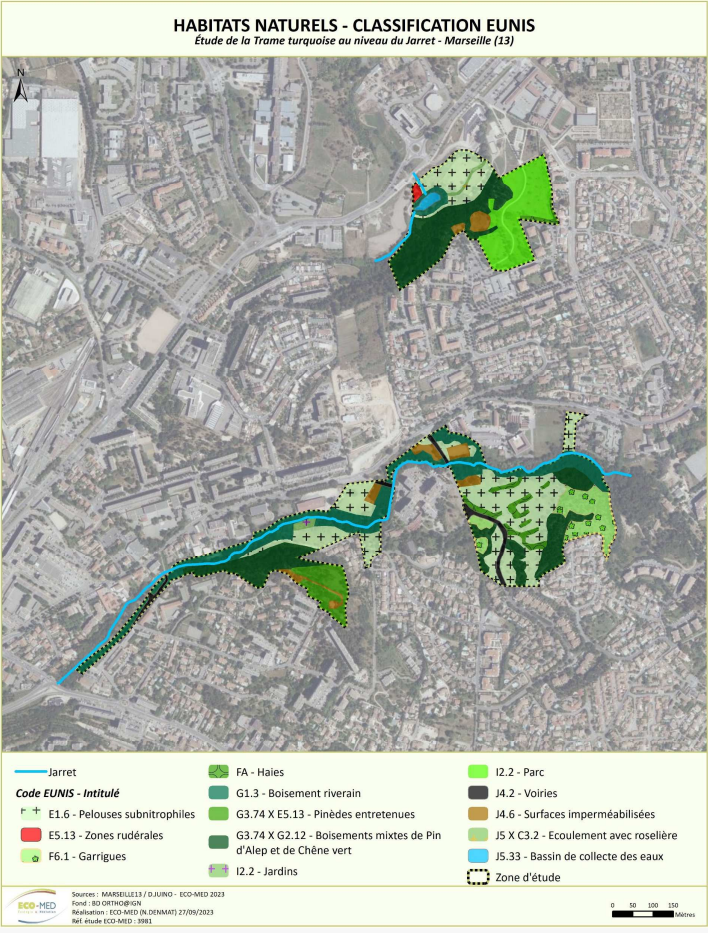 HABITATS NATURELS - CLASSIFICATION EUNIS
Étude de la Trame turquoise au niveau du Jarret - Marseille (13)
N
Jarret
Code EUNIS - Intitulé
E1.6 - Pelouses subnitrophiles
E5.13 - Zones rudérales
F6.1 - Garrigues
FA - Haies
G1.3 - Boisement riverain
G3.74 X E5.13 - Pinèdes entretenues
G3.74 X G2.12 - Boisements mixtes de Pin
d'Alep et de Chêne vert
I2.2 - Jardins
I2.2 - Parc
J4.2 - Voiries
J4.6 - Surfaces imperméabilisées
J5 X C3.2 - Ecoulement avec roselière
J5.33 - Bassin de collecte des eaux
Zone d'étude
ECO-MED
Sources : MARSEILLE13 / D.JUINO - ECO-MED 2023
Fond : BD ORTHO@IGN
Réalisation : ECO-MED (N.DENMAT) 27/09/2023
Réf. étude ECO-MED : 3981
0 50 100 150
Mètres